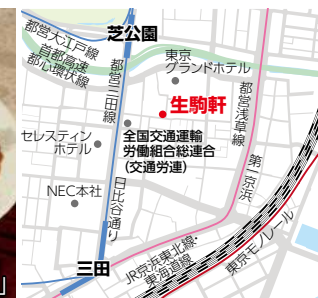 芝公園
都営大江戸線
首都高速
都心環状線
都営三田線
東京
グランドホテル
生駒軒
都営浅草線
全国交通運輸
労働組合総連合
(交通労連)
セレスティン
ホテル
第一京浜
NEC本社
日比谷通り
三田
JR京浜東北線・
東海道線
東京モノレール
」